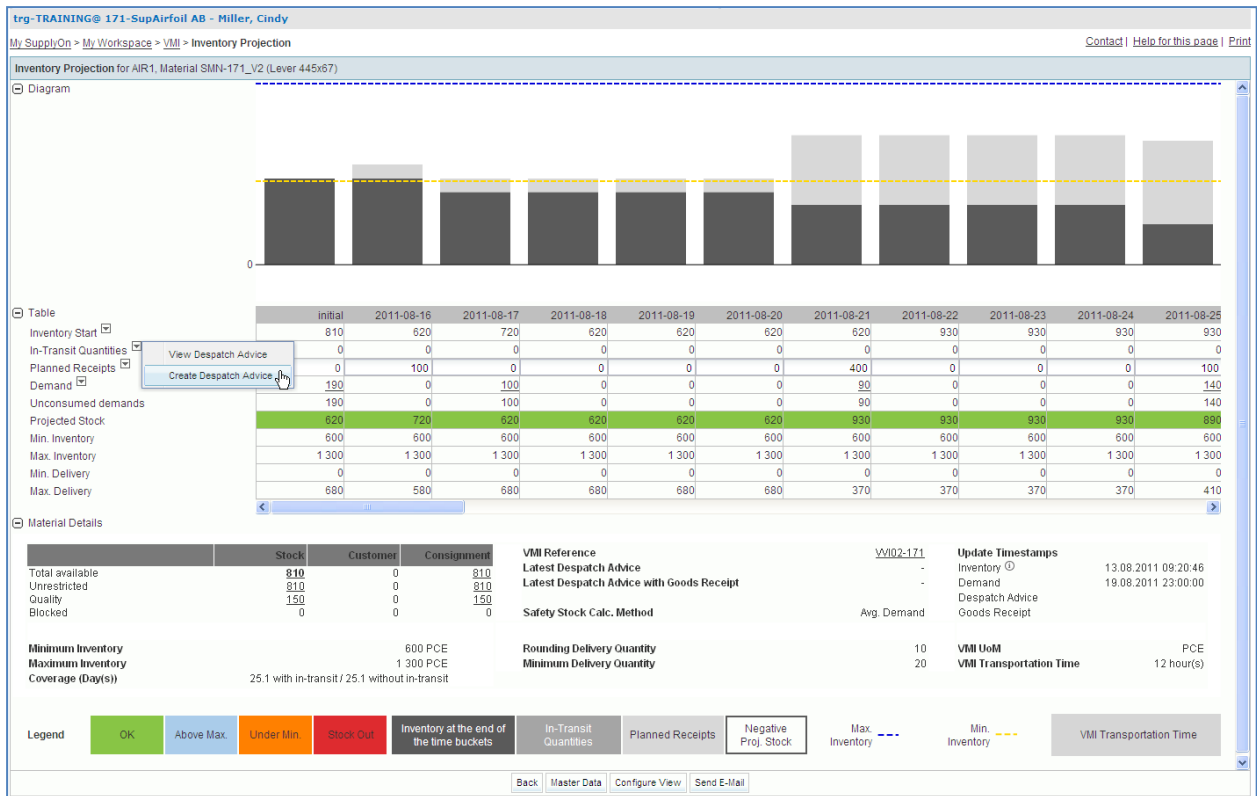 trg-TRAINING@ 171-SupAirfoil AB - Miller, Cindy
My SupplyOn > My Workspace > VMI > Inventory Projection Contact | Help for this page | Print
Inventory Projection for AIR1, Material SMN-171_V2 (Lever 445x67)
Diagram
0
Table initial 2011-08-16 2011-08-17 2011-08-18 2011-08-19 2011-08-20 2011-08-21 2011-08-22 2011-08-23 2011-08-24 2011-08-25
Inventory Start 810 620 720 620 620 620 620 930 930 930 930
In-Transit Quantities 0 0 0 0 0 0 0 0 0 0 0
View Despatch Advice
Planned Receipts 0 100 0 0 0 0 400 0 0 0 100
Create Despatch Advice
Demand 190 0 100 0 0 0 90 0 0 0 140
Unconsumed demands 190 0 100 0 0 0 90 0 0 0 140
Projected Stock 620 720 620 620 620 620 930 930 930 930 890
Min. Inventory 600 600 600 600 600 600 600 600 600 600 600
Max. Inventory 1 300 1 300 1 300 1 300 1 300 1 300 1 300 1 300 1 300 1 300 1 300
Min. Delivery 0 0 0 0 0 0 0 0 0 0 0
Max. Delivery 680 580 680 680 680 680 370 370 370 370 410
Material Details
Stock Customer Consignment
Total available 810 0 810
Unrestricted 810 0 810
Quality 150 0 150
Blocked 0 0 0
VMI Reference VVI02-171
Latest Despatch Advice -
Latest Despatch Advice with Goods Receipt -
Safety Stock Calc. Method Avg. Demand
Update Timestamps
Inventory 13.08.2011 09:20:46
Demand 19.08.2011 23:00:00
Despatch Advice
Goods Receipt
Minimum Inventory 600 PCE
Maximum Inventory 1 300 PCE
Coverage (Day(s)) 25.1 with in-transit / 25.1 without in-transit
Rounding Delivery Quantity 10
Minimum Delivery Quantity 20
VMI UoM PCE
VMI Transportation Time 12 hour(s)
Legend
OK
Above Max.
Under Min.
Stock Out
Inventory at the end of
the time buckets
In-Transit
Quantities
Planned Receipts
Negative
Proj. Stock
Max.
Inventory
Min.
Inventory
VMI Transportation Time
Back Master Data Configure View Send E-Mail